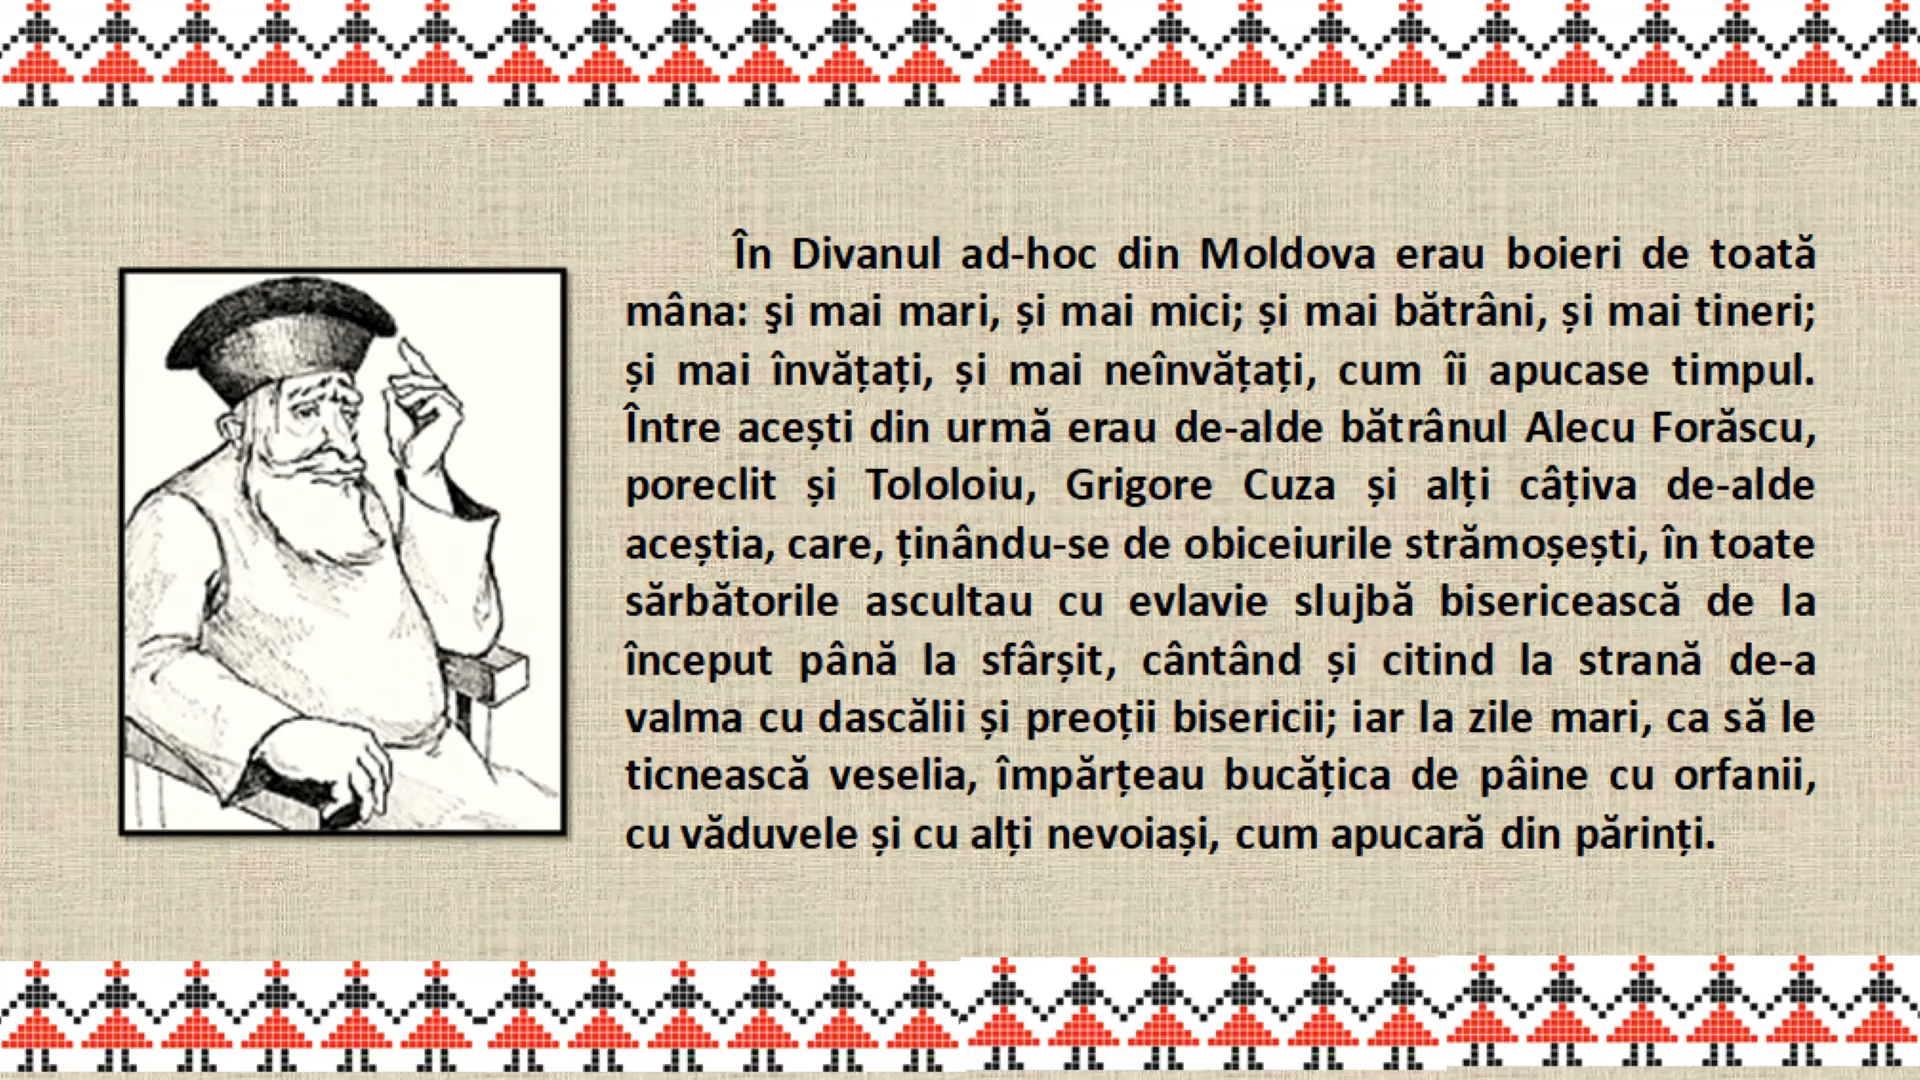 În Divanul ad-hoc din Moldova erau boieri de toată
mâna: şi mai mari, și mai mici; și mai bătrâni, și mai tineri;
și mai învățați, și mai neînvățați, cum îi apucase timpul.
Între acești din urmă erau de-alde bătrânul Alecu Forăscu,
poreclit și Tololoiu, Grigore Cuza și alți câțiva de-alde
aceștia, care, ținându-se de obiceiurile strămoșești, în toate
sărbătorile ascultau cu evlavie slujbă bisericească de la
început până la sfârșit, cântând și citind la strană de-a
valma cu dascălii și preoții bisericii; iar la zile mari, ca să le
ticnească veselia, împărțeau bucățica de pâine cu orfanii,
cu văduvele și cu alți nevoiași, cum apucară din părinți.